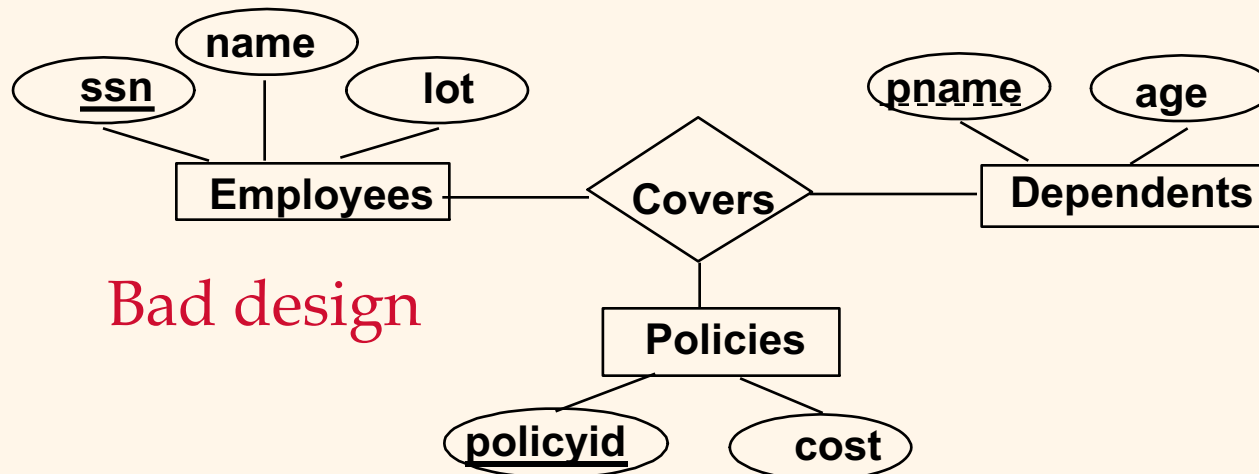 name
ssn
lot
pname
age
Employees
Covers
Dependents
Bad design
Policies
policyid
cost